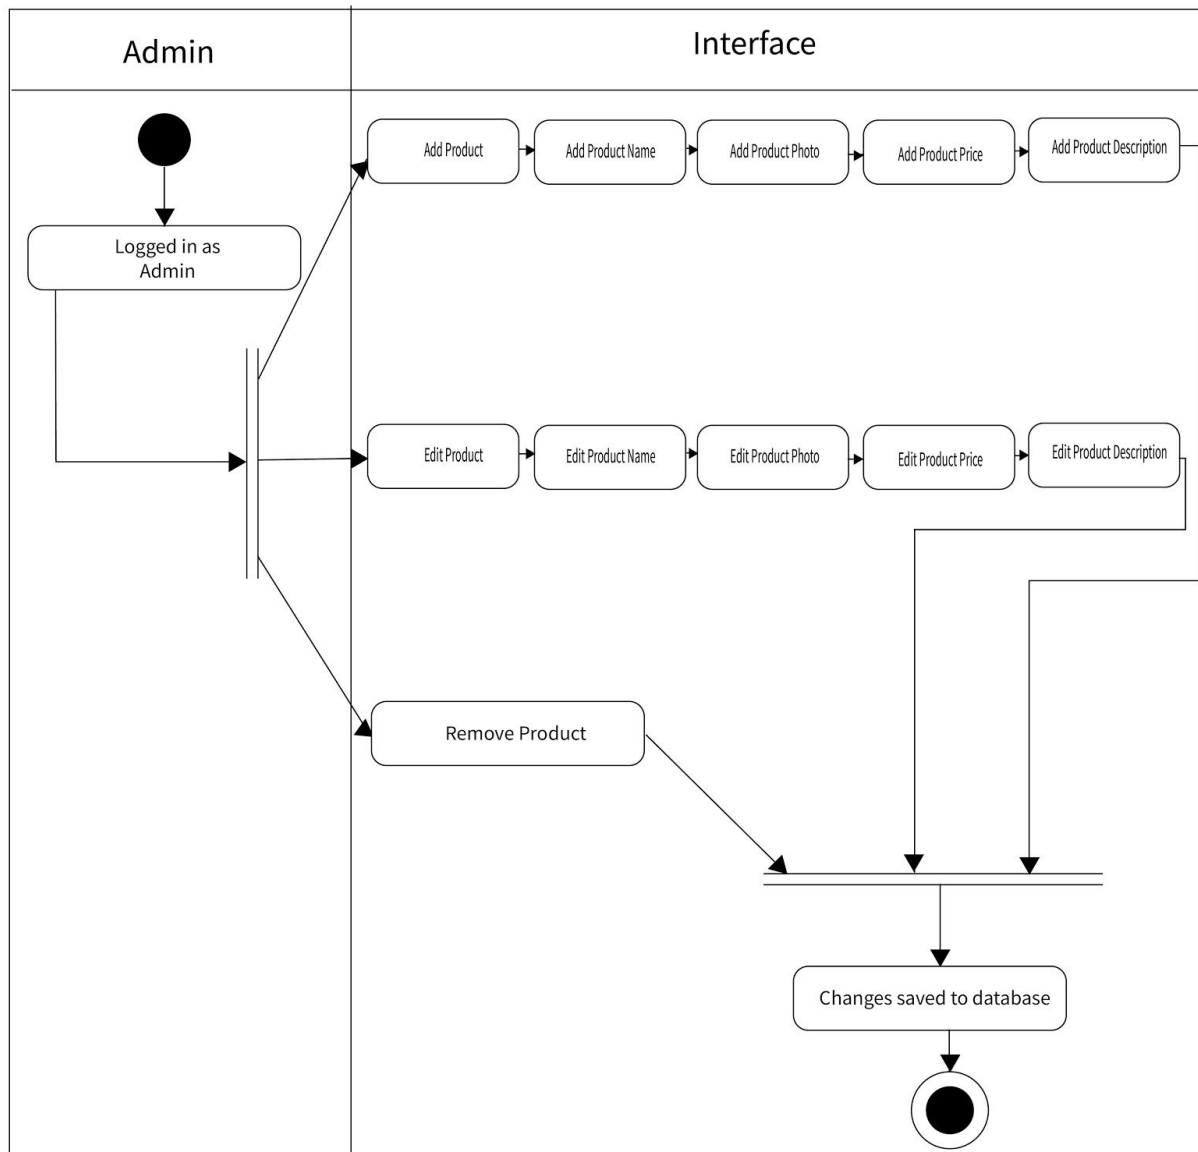 Admin
Interface
Add Product
Add Product Name
Add Product Photo
Add Product Price
Add Product Description
Logged in as
Admin
Edit Product
Edit Product Name
Edit Product Photo
Edit Product Price
Edit Product Description
Remove Product
Changes saved to database